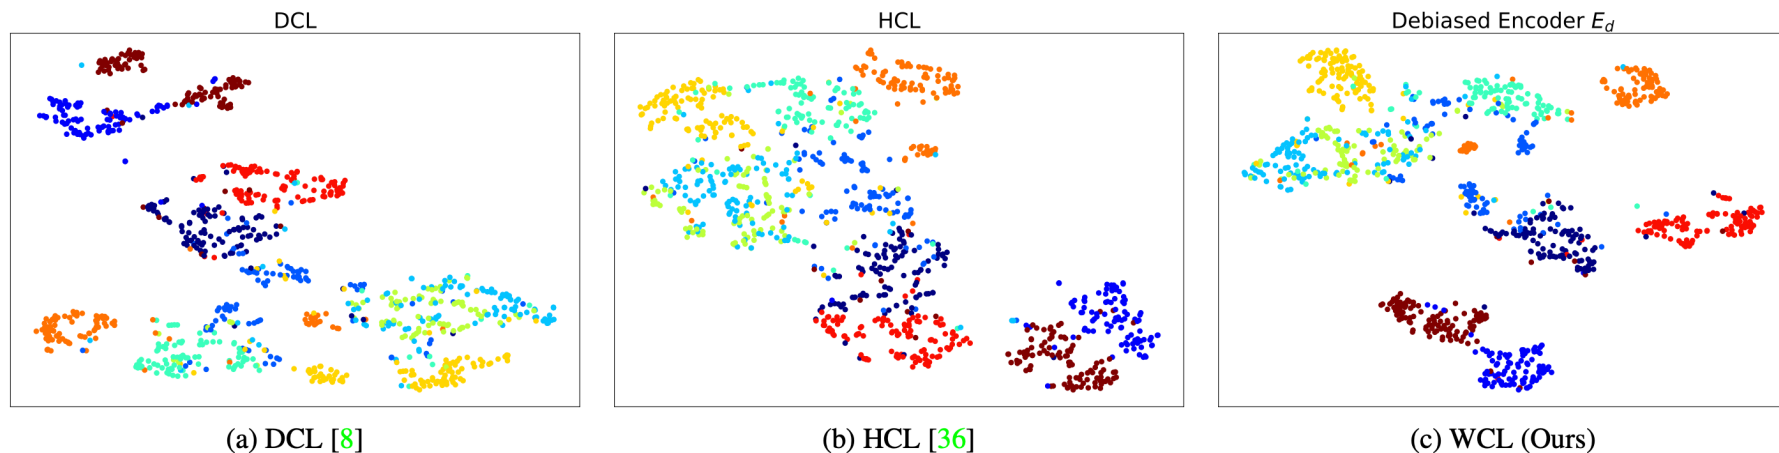 DCL
HCL
Debiased Encoder E_d
(a) DCL [8]
(b) HCL [36]
(c) WCL (Ours)